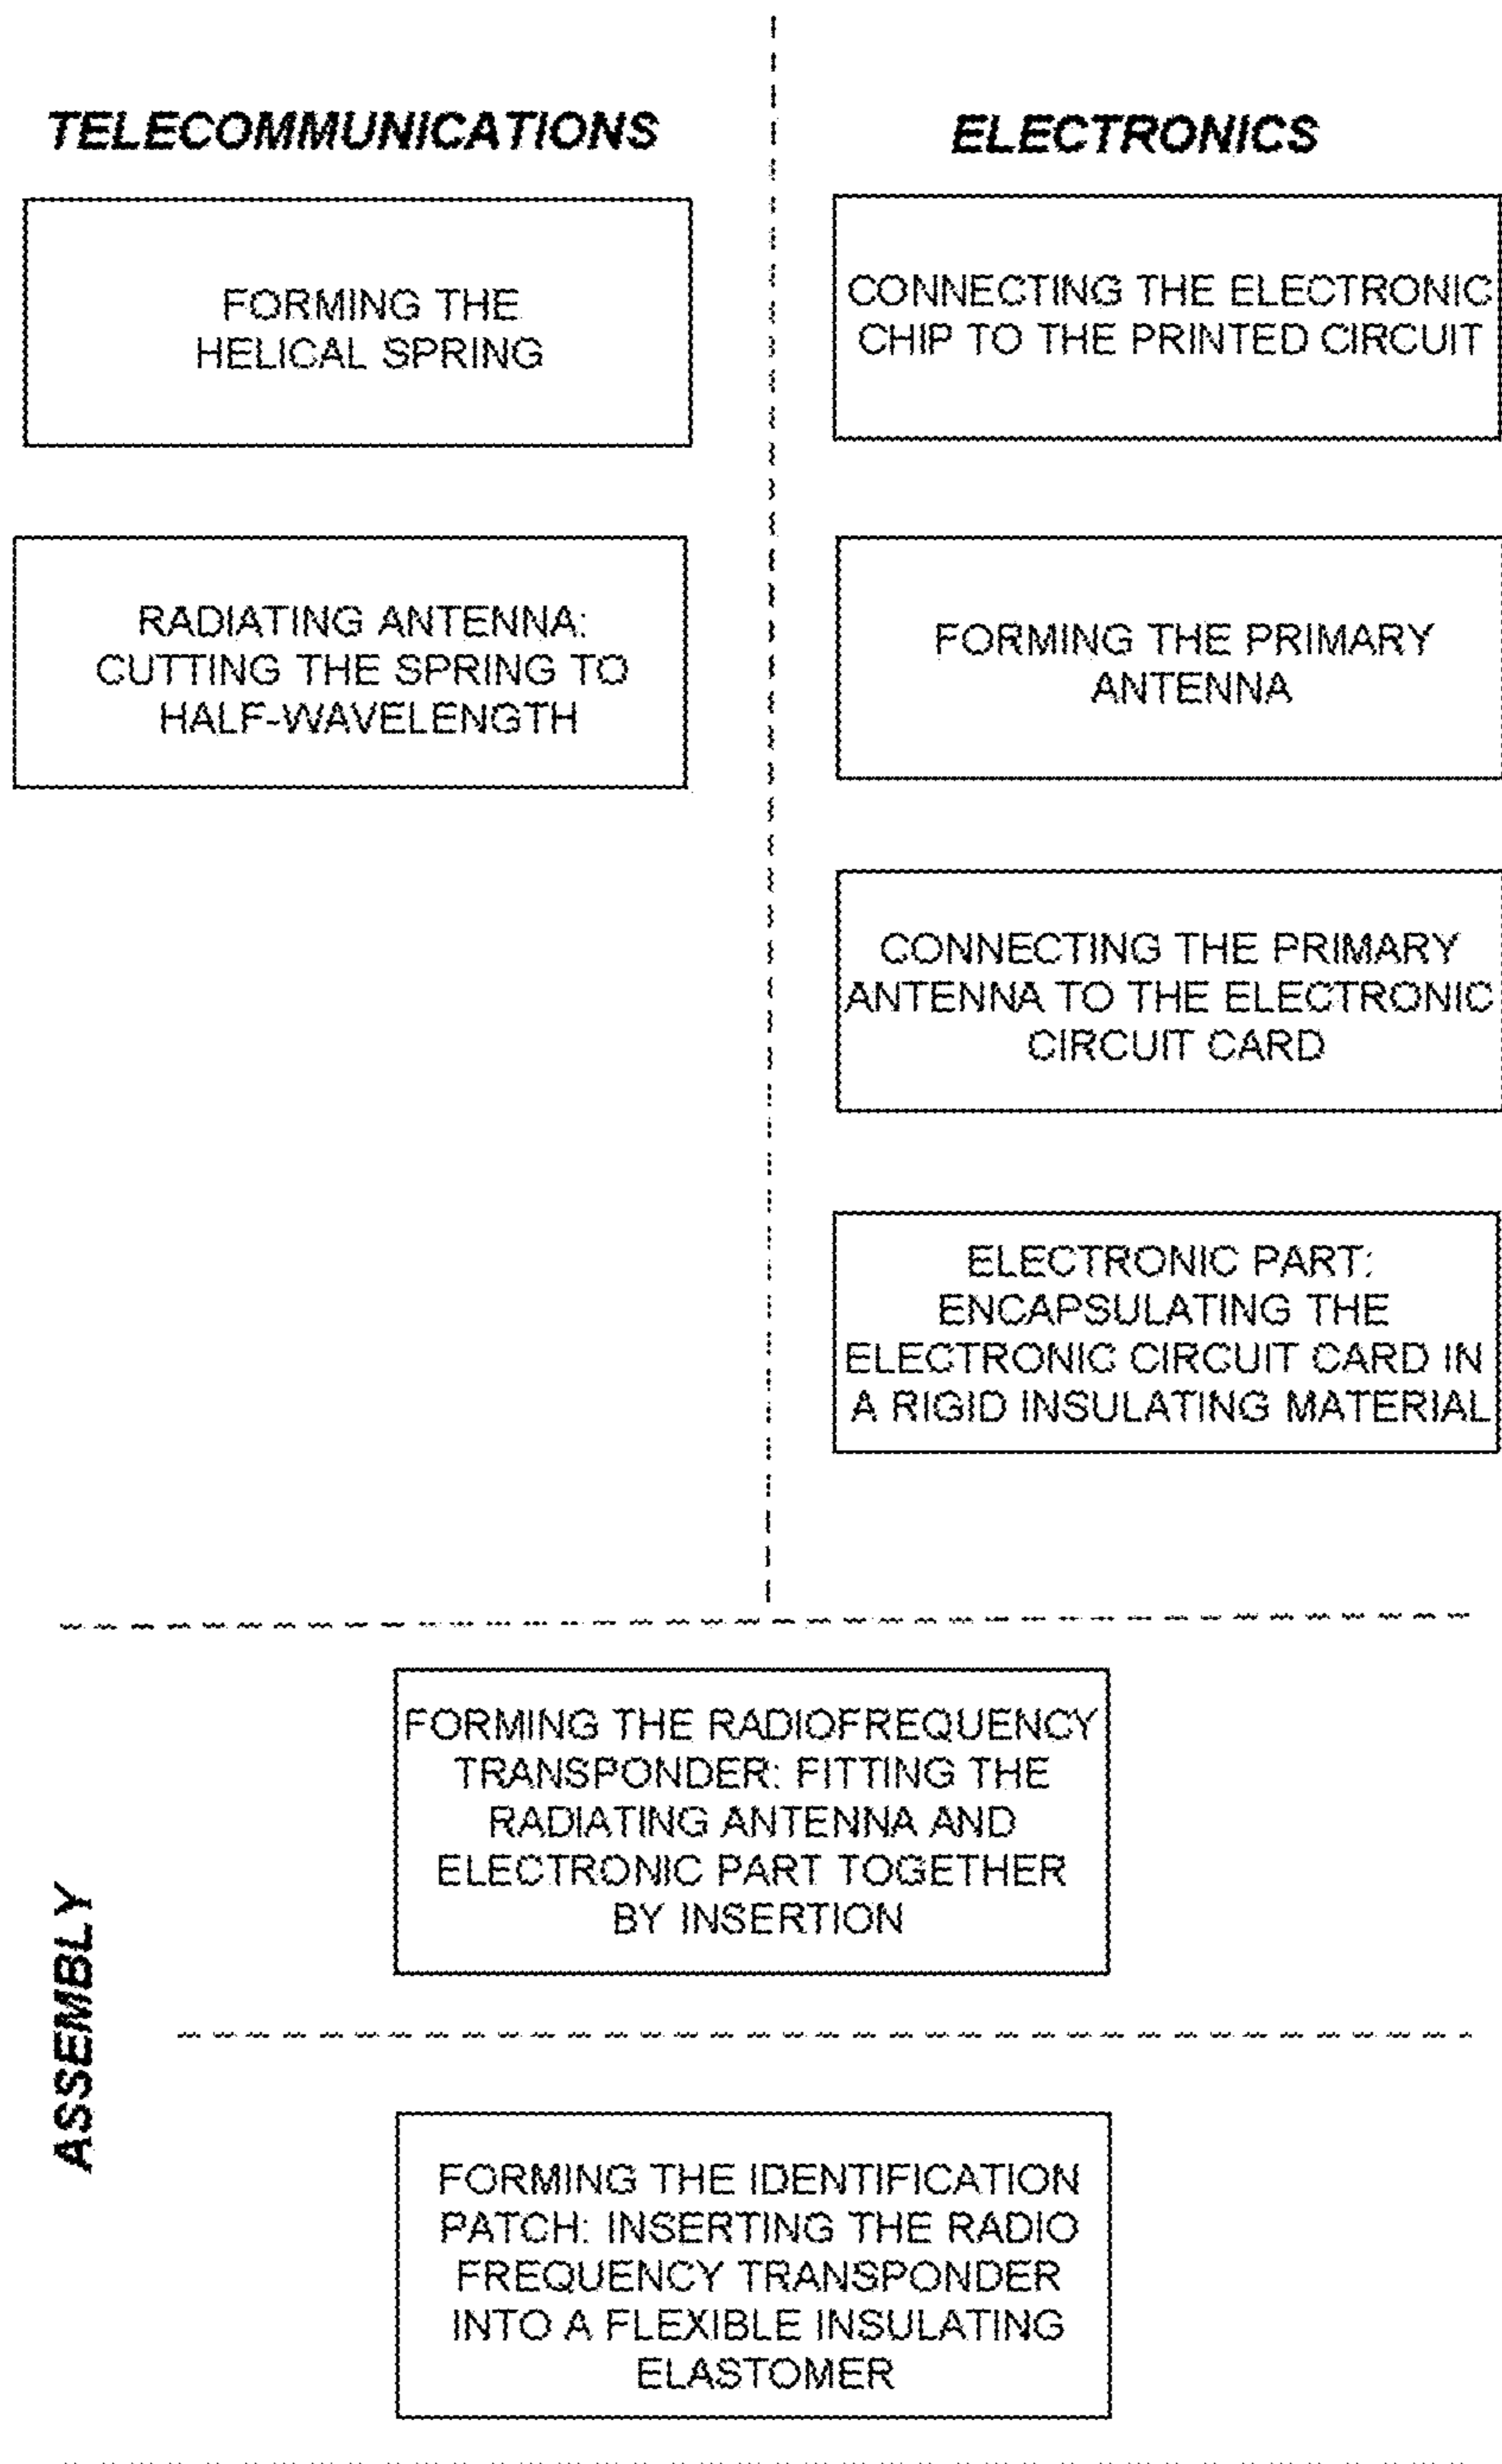 TELECOMMUNICATIONS
FORMING THE
HELICAL SPRING
RADIATING ANTENNA:
CUTTING THE SPRING TO
HALF-WAVELENGTH
ELECTRONICS
CONNECTING THE ELECTRONIC
CHIP TO THE PRINTED CIRCUIT
FORMING THE PRIMARY
ANTENNA
CONNECTING THE PRIMARY
ANTENNA TO THE ELECTRONIC
CIRCUIT CARD
ELECTRONIC PART:
ENCAPSULATING THE
ELECTRONIC CIRCUIT CARD IN
A RIGID INSULATING MATERIAL
ASSEMBLY
FORMING THE RADIOFREQUENCY
TRANSPONDER: FITTING THE
RADIATING ANTENNA AND
ELECTRONIC PART TOGETHER
BY INSERTION
FORMING THE IDENTIFICATION
PATCH: INSERTING THE RADIO
FREQUENCY TRANSPONDER
INTO A FLEXIBLE INSULATING
ELASTOMER